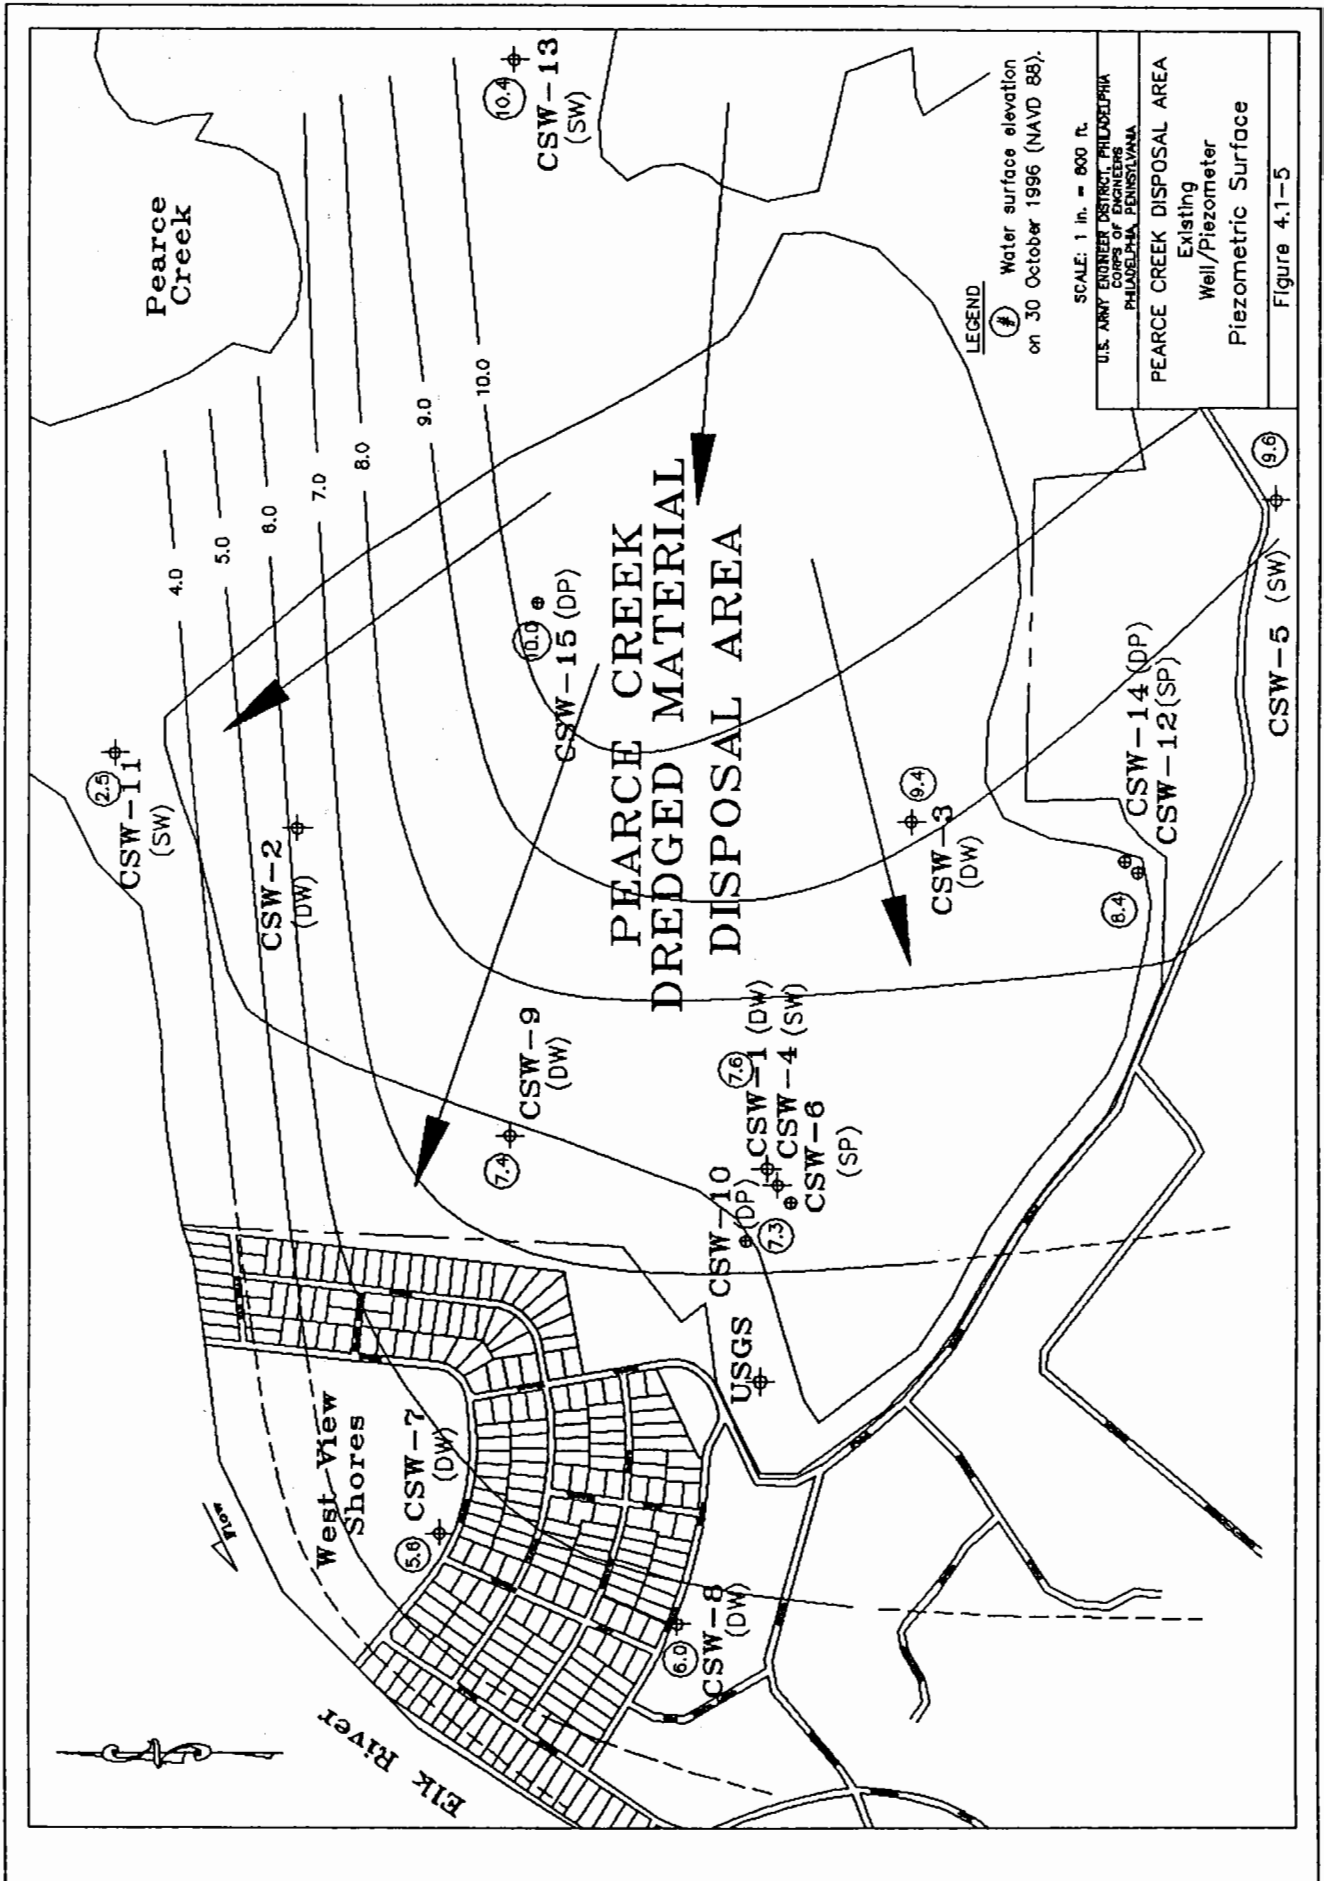 Pearce
Creek
10.4
CSW-13
(SW)
4.0
5.0
6.0
7.0
8.0
9.0
10.0
2.5
CSW-11
(SW)
CSW-2
(DW)
10.0
CSW-15 (DP)
PEARCE CREEK
DREDGED MATERIAL
DISPOSAL AREA
9.4
CSW-3
(DW)
CSW-14 (DP)
CSW-12(SP)
8.4
CSW-5 (SW)
9.6
CSW-9
(DW)
7.4
7.6
CSW-1 (DW)
CSW-4 (SW)
CSW-6
(SP)
CSW-10
(DP)
7.3
USGS
West View
Shores
CSW-7
(DW)
5.8
CSW-8
(DW)
6.0
Flow
Elk River
LEGEND
# Water surface elevation
on 30 October 1996 (NAVD 88).
SCALE: 1 in. = 800 ft.
U.S. ARMY ENGINEER DISTRICT, PHILADELPHIA
CORPS OF ENGINEERS
PHILADELPHIA, PENNSYLVANIA
PEARCE CREEK DISPOSAL AREA
Existing
Well/Piezometer
Piezometric Surface
Figure 4.1-5